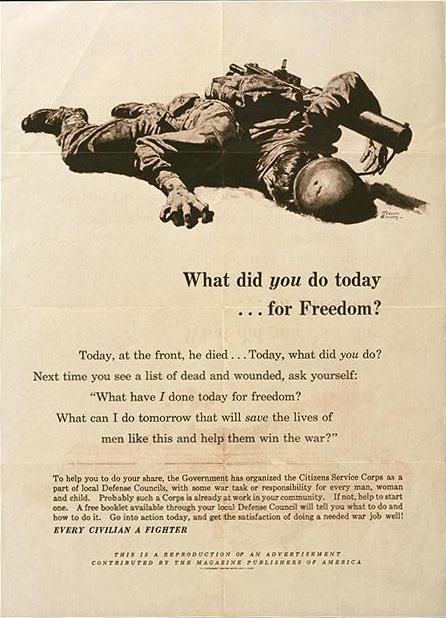 What did you do today
... for Freedom?
Today, at the front, he died ... Today, what did you do?
Next time you see a list of dead and wounded, ask yourself:
“What have I done today for freedom?
What can I do tomorrow that will save the lives of
men like this and help them win the war?”
To help you to do your share, the Government has organized the Citizens Service Corps as a
part of local Defense Councils, with some war task or responsibility for every man, woman
and child. Probably such a Corps is already at work in your community. If not, help to start
one. A free booklet available through your local Defense Council will tell you what to do and
how to do it. Go into action today, and get the satisfaction of doing a needed war job well!
EVERY CIVILIAN A FIGHTER
THIS IS A REPRODUCTION OF AN ADVERTISEMENT
CONTRIBUTED BY THE MAGAZINE PUBLISHERS OF AMERICA